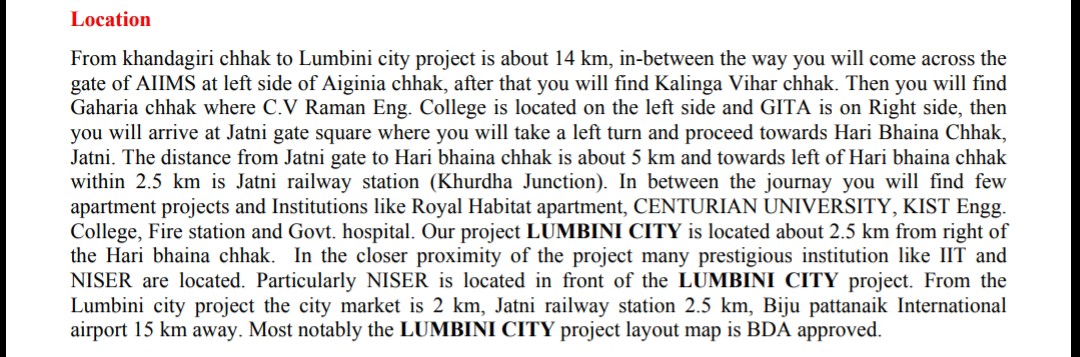 Location
From khandagiri chhak to Lumbini city project is about 14 km, in-between the way you will come across the
gate of AIIMS at left side of Aiginia chhak, after that you will find Kalinga Vihar chhak. Then you will find
Gaharia chhak where C.V Raman Eng. College is located on the left side and GITA is on Right side, then
you will arrive at Jatni gate square where you will take a left turn and proceed towards Hari Bhaina Chhak,
Jatni. The distance from Jatni gate to Hari bhaina chhak is about 5 km and towards left of Hari bhaina chhak
within 2.5 km is Jatni railway station (Khurdha Junction). In between the journay you will find few
apartment projects and Institutions like Royal Habitat apartment, CENTURIAN UNIVERSITY, KIST Engg.
College, Fire station and Govt. hospital. Our project LUMBINI CITY is located about 2.5 km from right of
the Hari bhaina chhak. In the closer proximity of the project many prestigious institution like IIT and
NISER are located. Particularly NISER is located in front of the LUMBINI CITY project. From the
Lumbini city project the city market is 2 km, Jatni railway station 2.5 km, Biju pattanaik International
airport 15 km away. Most notably the LUMBINI CITY project layout map is BDA approved.